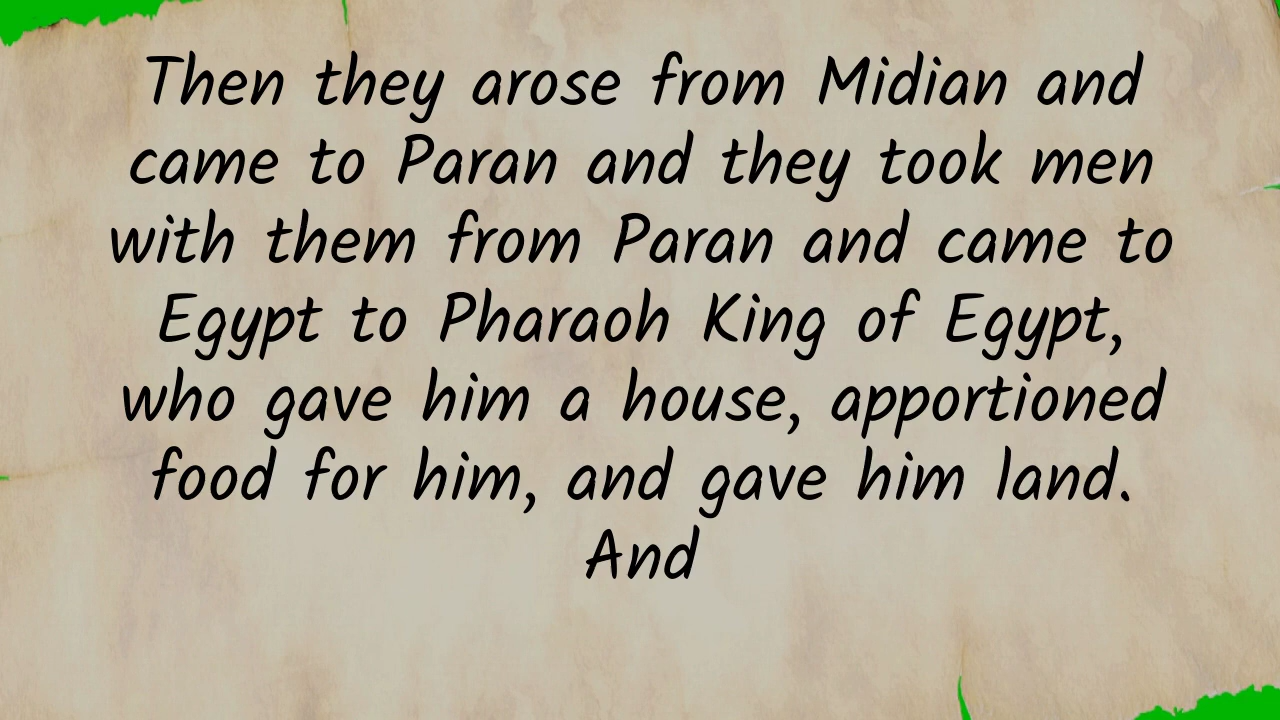 Then they arose from Midian and
came to Paran and they took men
with them from Paran and came to
Egypt to Pharaoh King of Egypt,
who gave him a house, apportioned
food for him, and gave him land.
And